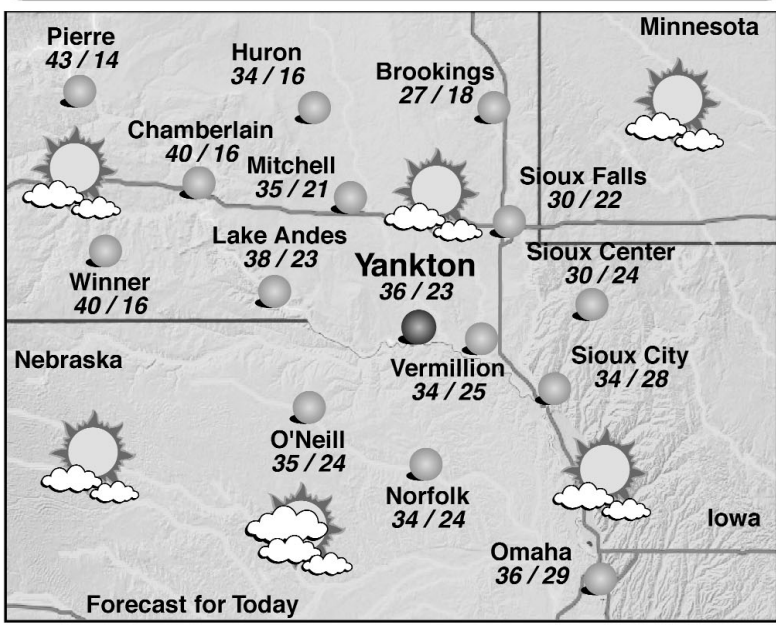 Minnesota
Pierre
43 / 14
Huron
34 / 16
Brookings
27 / 18
Chamberlain
40 / 16
Mitchell
35 / 21
Sioux Falls
30 / 22
Lake Andes
38 / 23
Yankton
36 / 23
Sioux Center
30 / 24
Winner
40 / 16
Nebraska
Vermillion
34 / 25
Sioux City
34 / 28
O'Neill
35 / 24
Norfolk
34 / 24
Iowa
Omaha
36 / 29
Forecast for Today